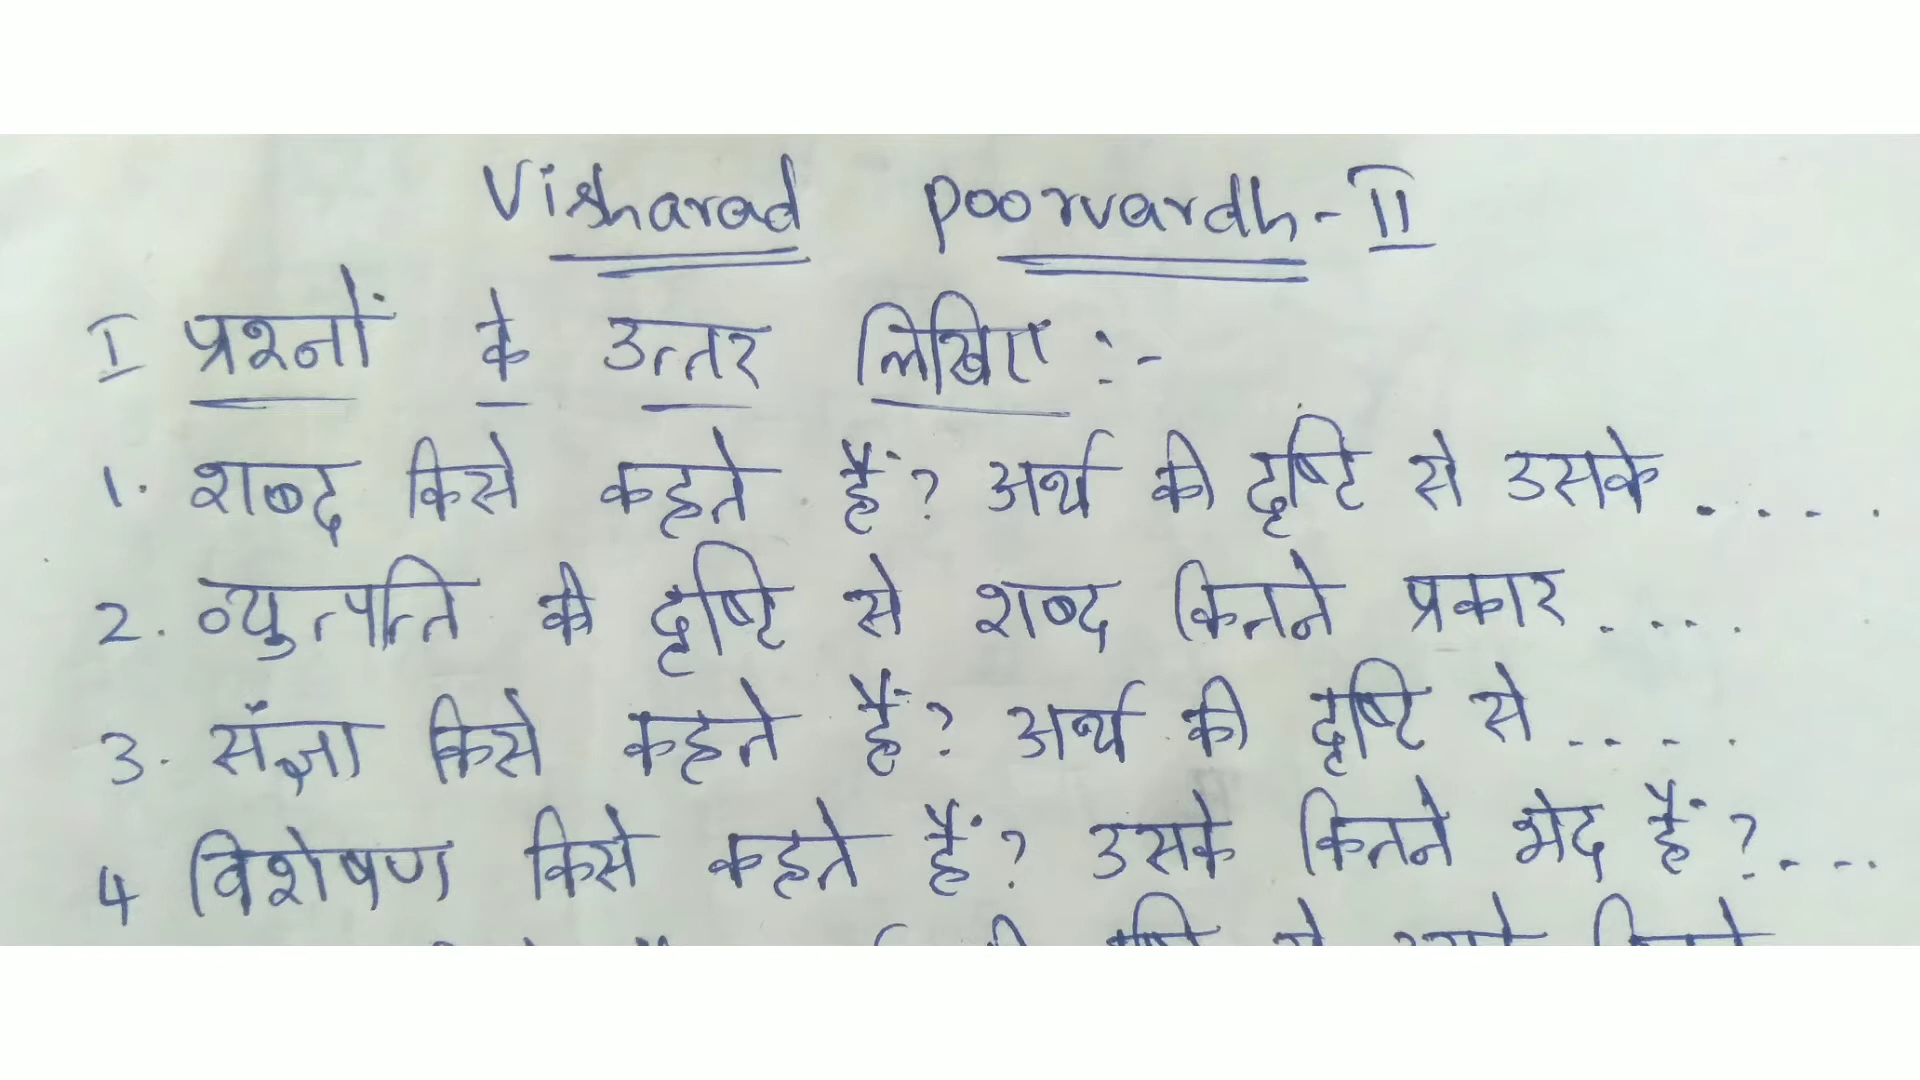 Visharad Poorvardh-II
I प्रश्नों के उत्तर लिखिए :-
1. शब्द किसे कहते हैं? अर्थ की दृष्टि से उसके .....
2. व्युत्पत्ति की दृष्टि से शब्द कितने प्रकार .....
3. संज्ञा किसे कहते हैं? अर्थ की दृष्टि से .....
4 विशेषण किसे कहते हैं? उसके कितने भेद हैं?....